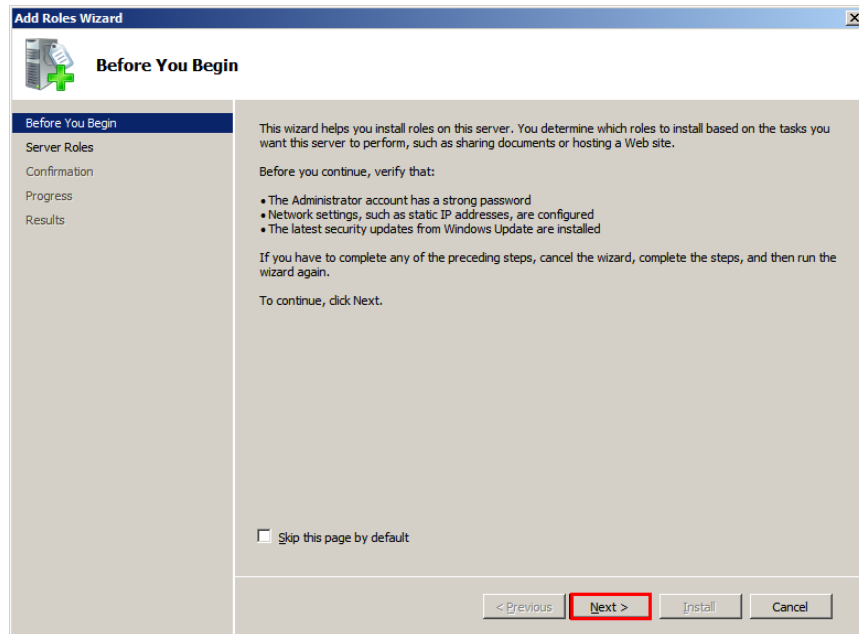 Add Roles Wizard
Before You Begin
Before You Begin
Server Roles
Confirmation
Progress
Results
This wizard helps you install roles on this server. You determine which roles to install based on the tasks you
want this server to perform, such as sharing documents or hosting a Web site.
Before you continue, verify that:
• The Administrator account has a strong password
• Network settings, such as static IP addresses, are configured
• The latest security updates from Windows Update are installed
If you have to complete any of the preceding steps, cancel the wizard, complete the steps, and then run the
wizard again.
To continue, click Next.
Skip this page by default
< Previous
Next >
Install
Cancel